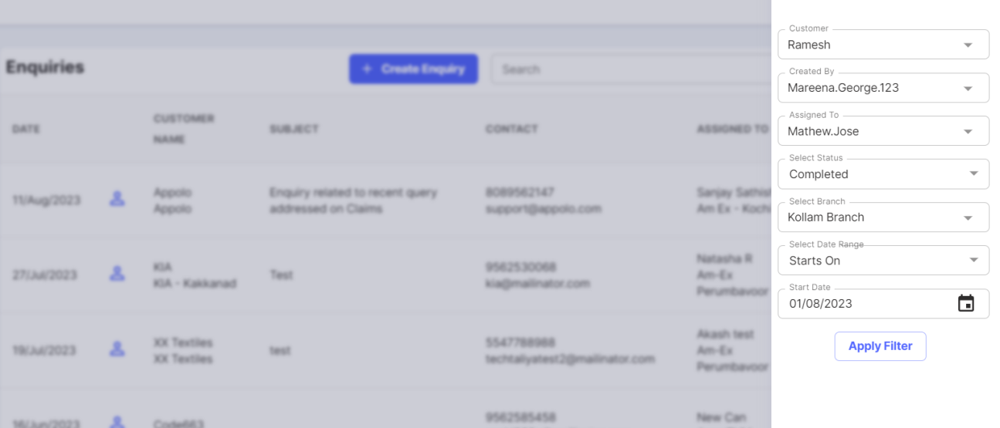 Enquiries
+ Create Enquiry
Search
DATE
CUSTOMER
NAME
SUBJECT
CONTACT
ASSIGNED TO
11/Aug/2023
Appolo
Appolo
Enquiry related to recent query
addressed on Claims
8089562147
support@appolo.com
Sanjay
Am Ex - Kochi
27/Jul/2023
KIA
KIA - Kakkanad
Test
9562530068
kia@mailinator.com
Natasha R
Am-Ex
Perumbavoor
19/Jul/2023
XX Textiles
XX Textiles
test
5547788988
techtaliyatest2@mailinator.com
Akash test
Am-Ex
Perumbavoor
16/Jun/2023
Code663
9562585458
New Can
Customer
Ramesh
Created By
Mareena.George.123
Assigned To
Mathew.Jose
Select Status
Completed
Select Branch
Kollam Branch
Select Date Range
Starts On
Start Date
01/08/2023
Apply Filter